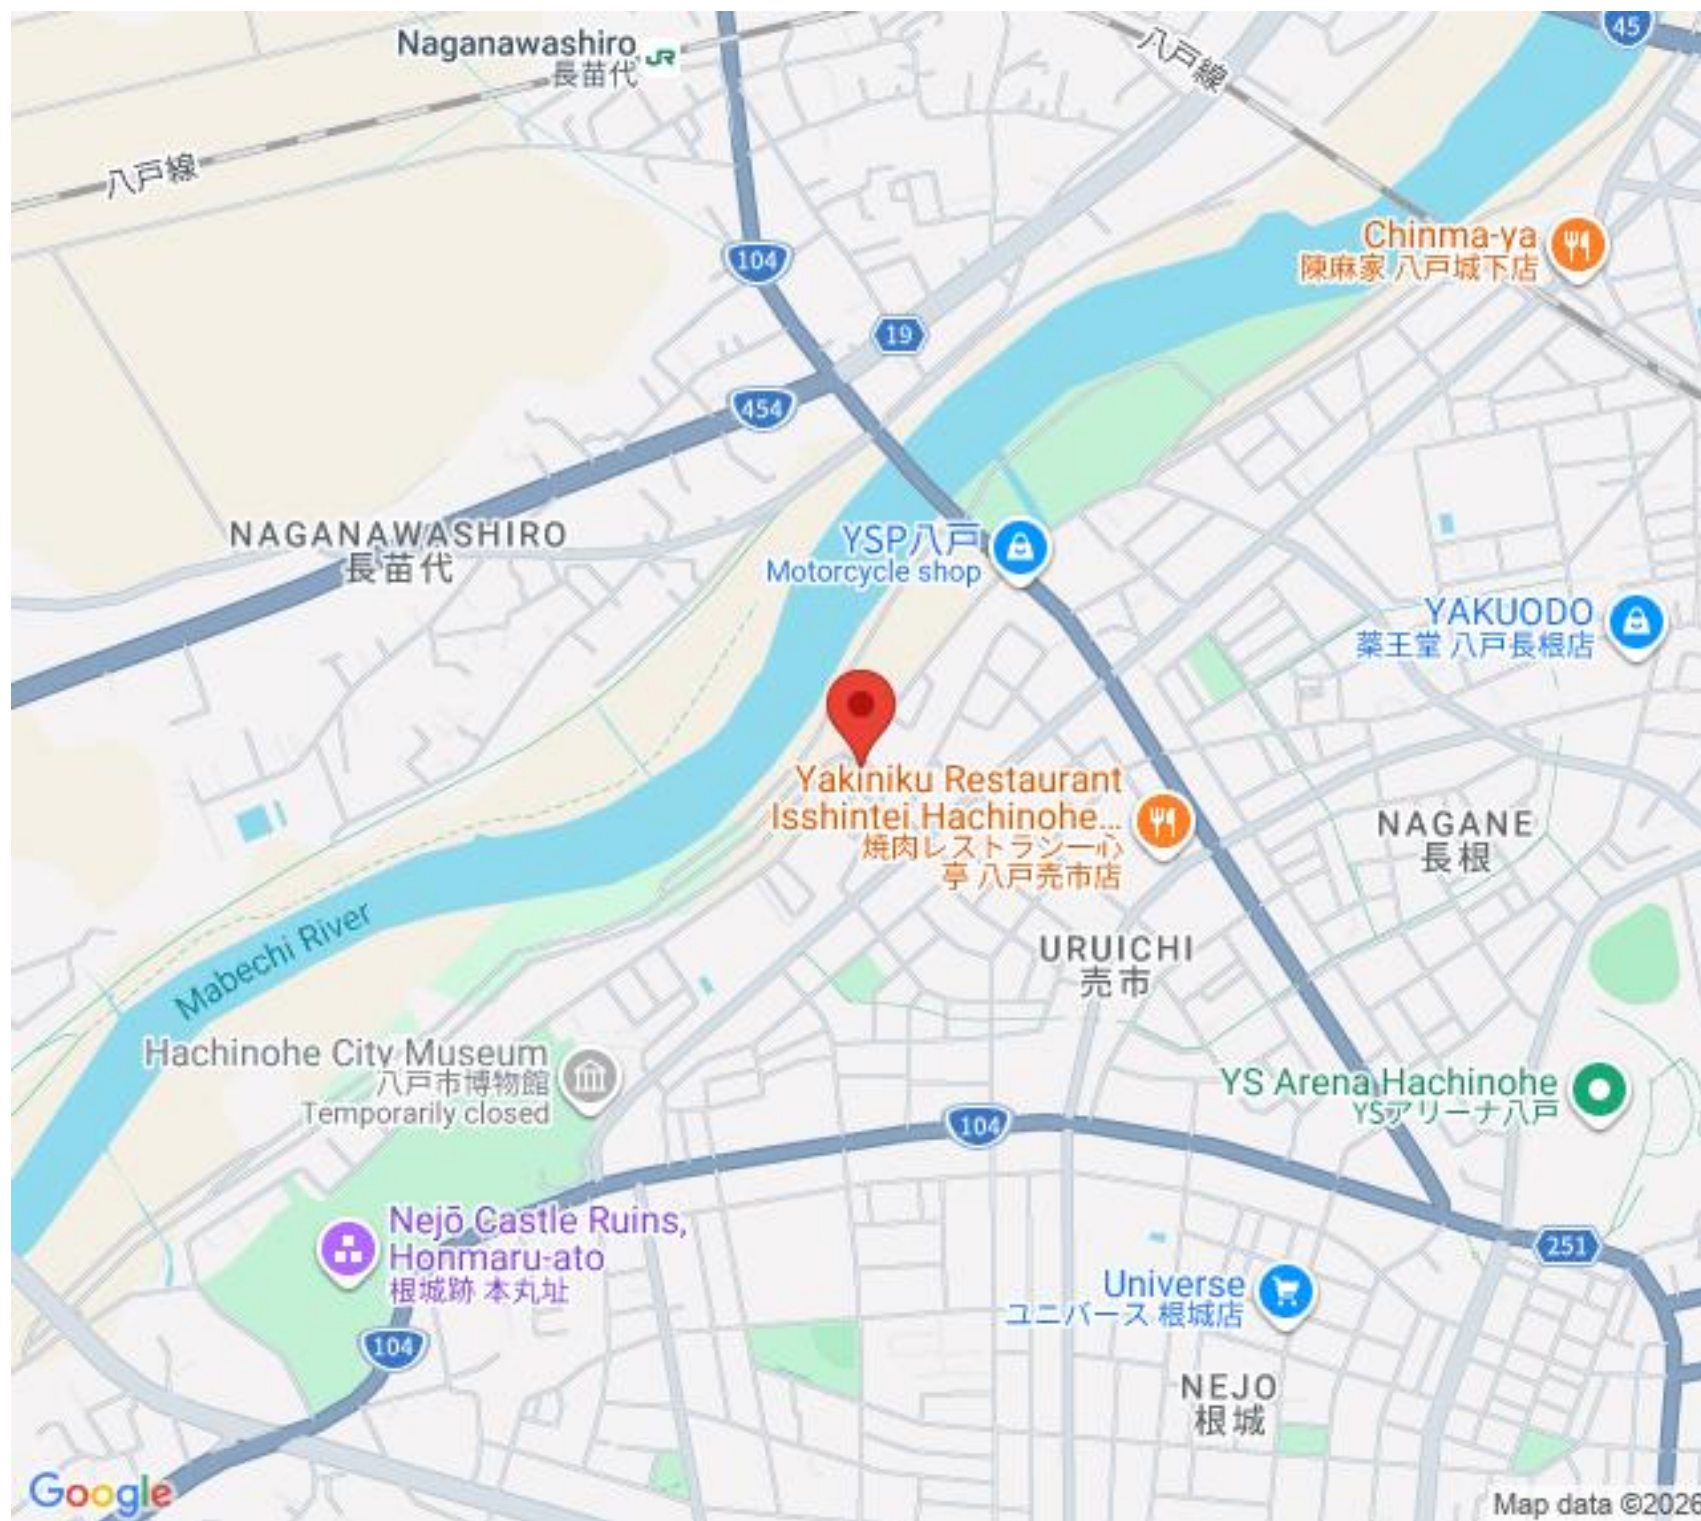 45
Naganawashiro
長苗代
JR
八戸線
八戸線
104
Chinma-ya
陳麻家 八戸城下店
19
454
NAGANAWASHIRO
長苗代
YSP八戸
Motorcycle shop
YAKUODO
薬王堂 八戸長根店
Yakiniku Restaurant
Isshintei Hachinohe...
焼肉レストラン一心
亭 八戸売市店
NAGANE
長根
Mabechi River
URUICHI
売市
Hachinohe City Museum
八戸市博物館
Temporarily closed
YS Arena Hachinohe
YSアリーナ八戸
104
Nejō Castle Ruins,
Honmaru-ato
根城跡 本丸址
251
Universe
ユニバース 根城店
104
NEJO
根城
Google
Map data ©2026